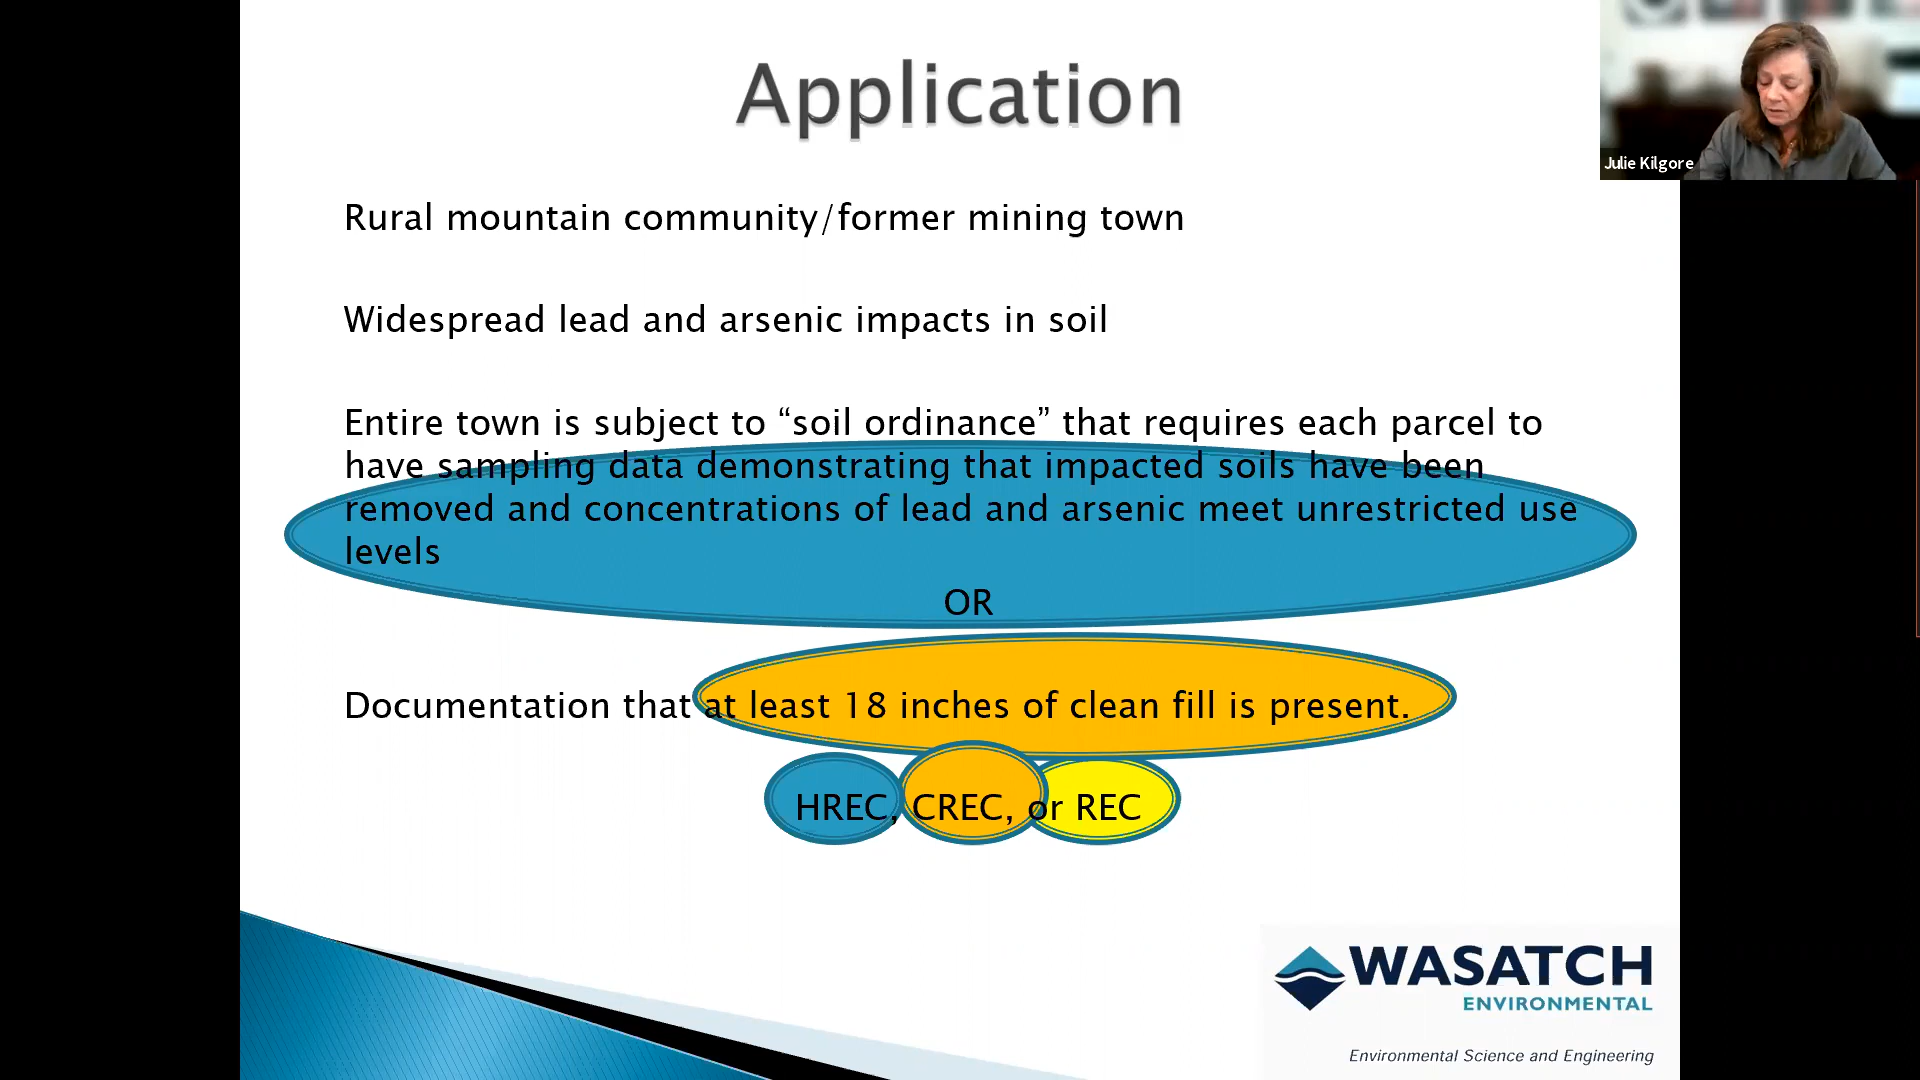 Application
Julie Kilgore
Rural mountain community/former mining town
Widespread lead and arsenic impacts in soil
Entire town is subject to “soil ordinance” that requires each parcel to
have sampling data demonstrating that impacted soils have been
removed and concentrations of lead and arsenic meet unrestricted use
levels
OR
Documentation that at least 18 inches of clean fill is present.
HREC, CREC, or REC
WASATCH
ENVIRONMENTAL
Environmental Science and Engineering